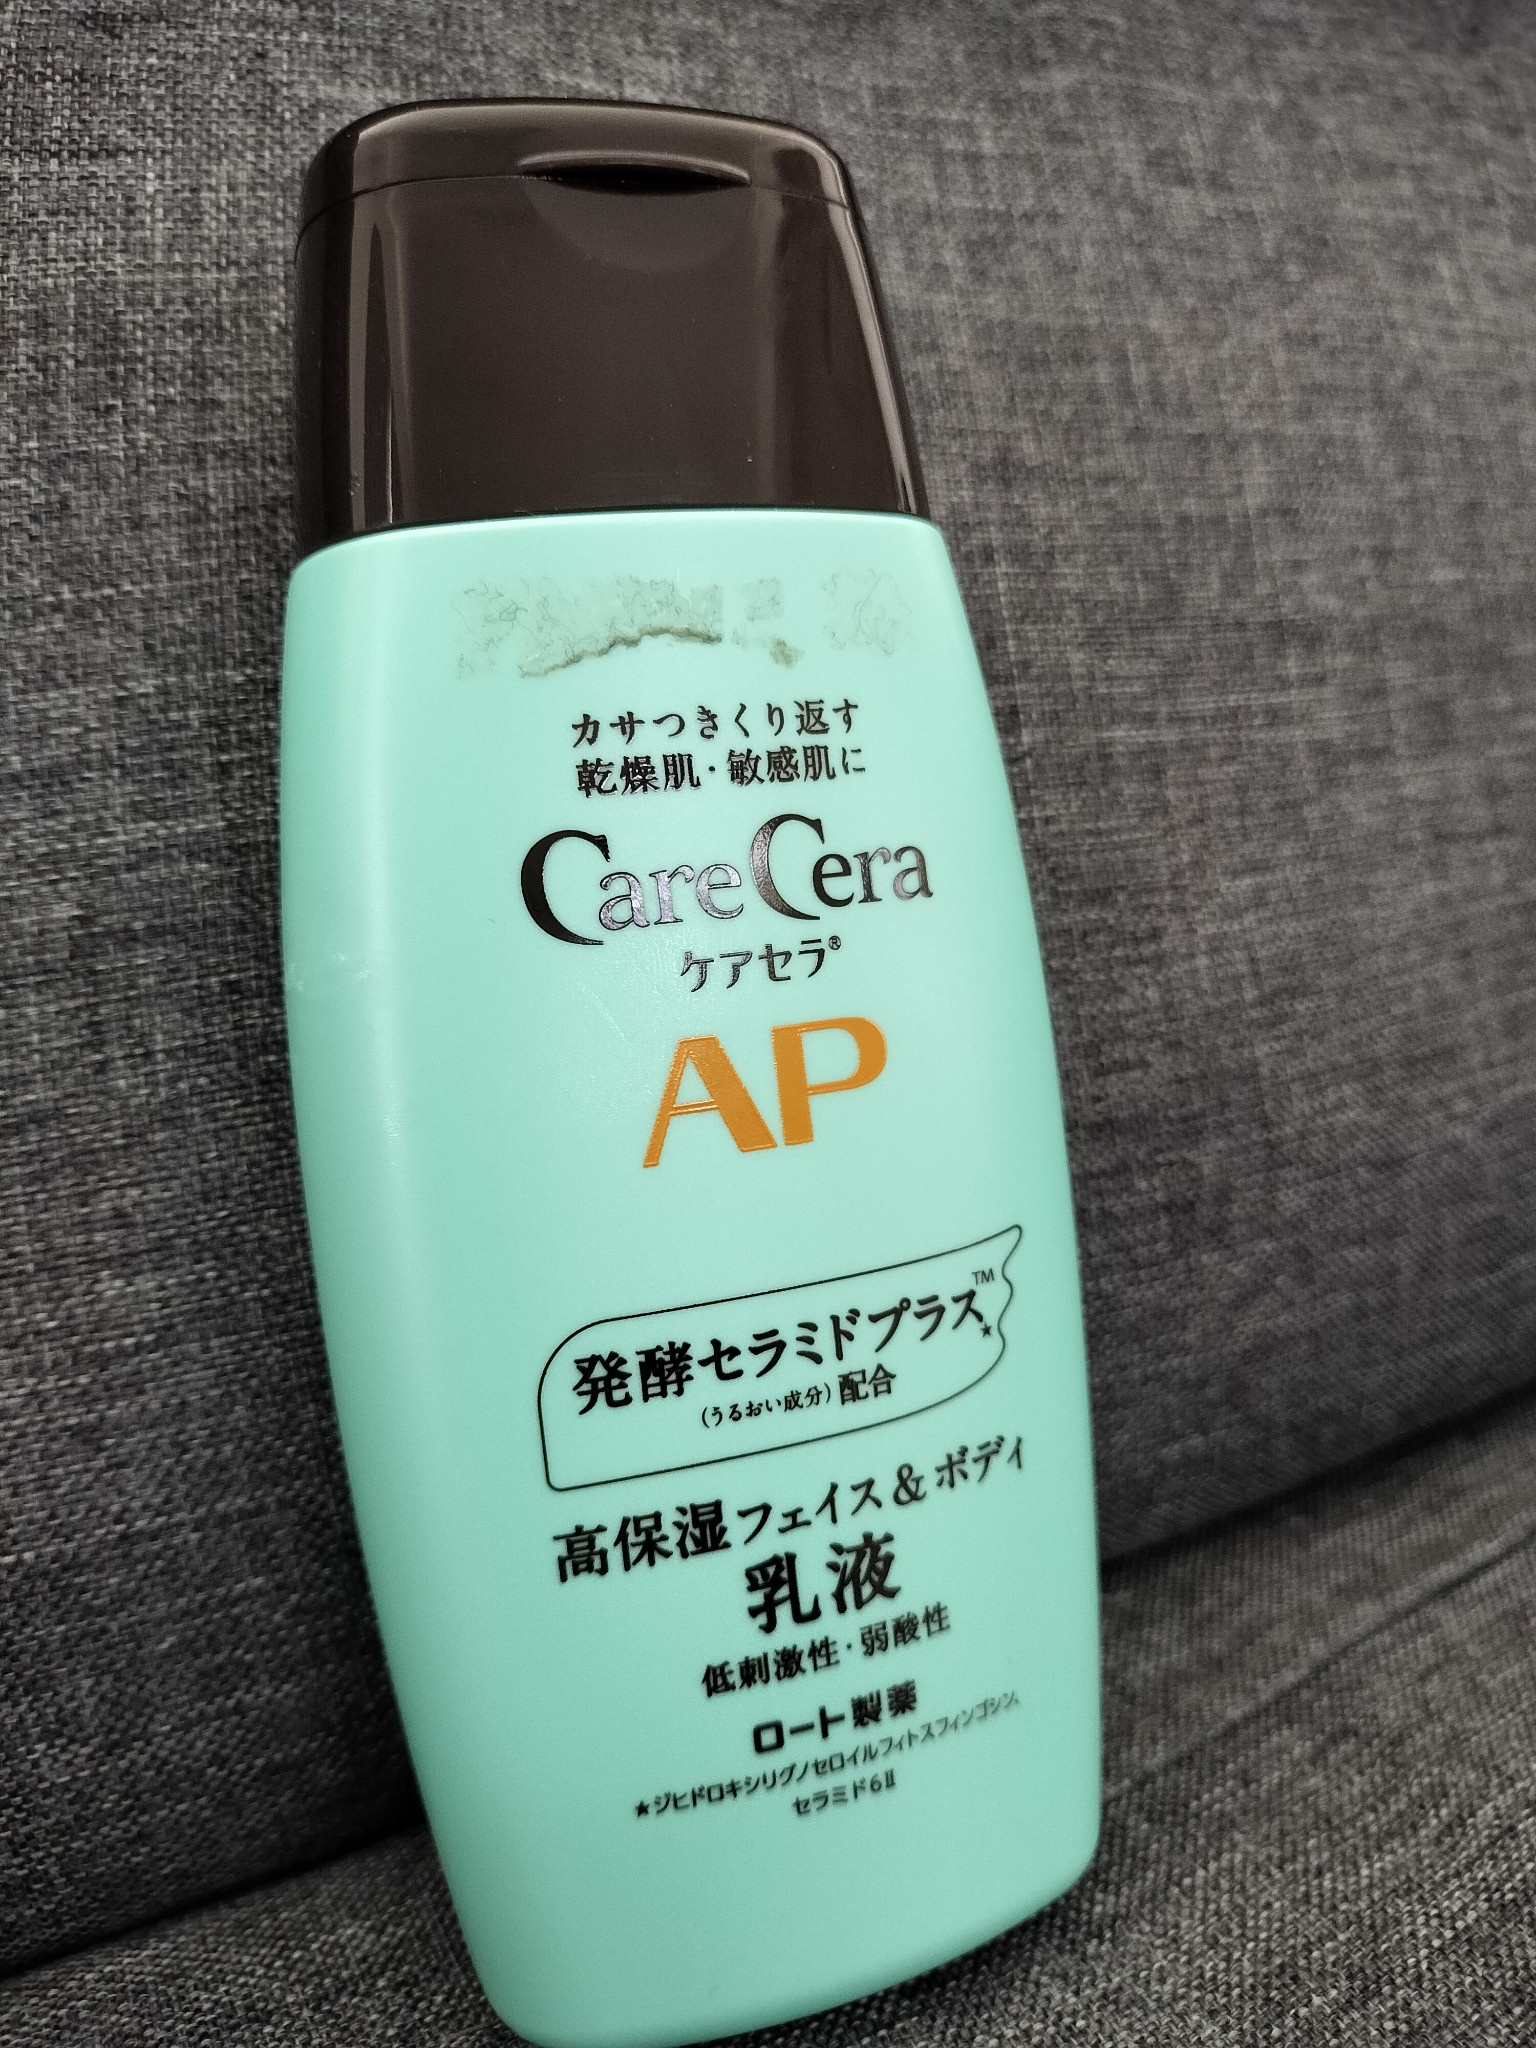 カサつきくり返す
乾燥肌・敏感肌に
CareCera
ケアセラ®
AP
発酵セラミドプラス™★
(うるおい成分)配合
高保湿フェイス&ボディ
乳液
低刺激性・弱酸性
ロート製薬
★ジヒドロキシリグノセロイルフィトスフィンゴシン、
セラミド6Ⅱ